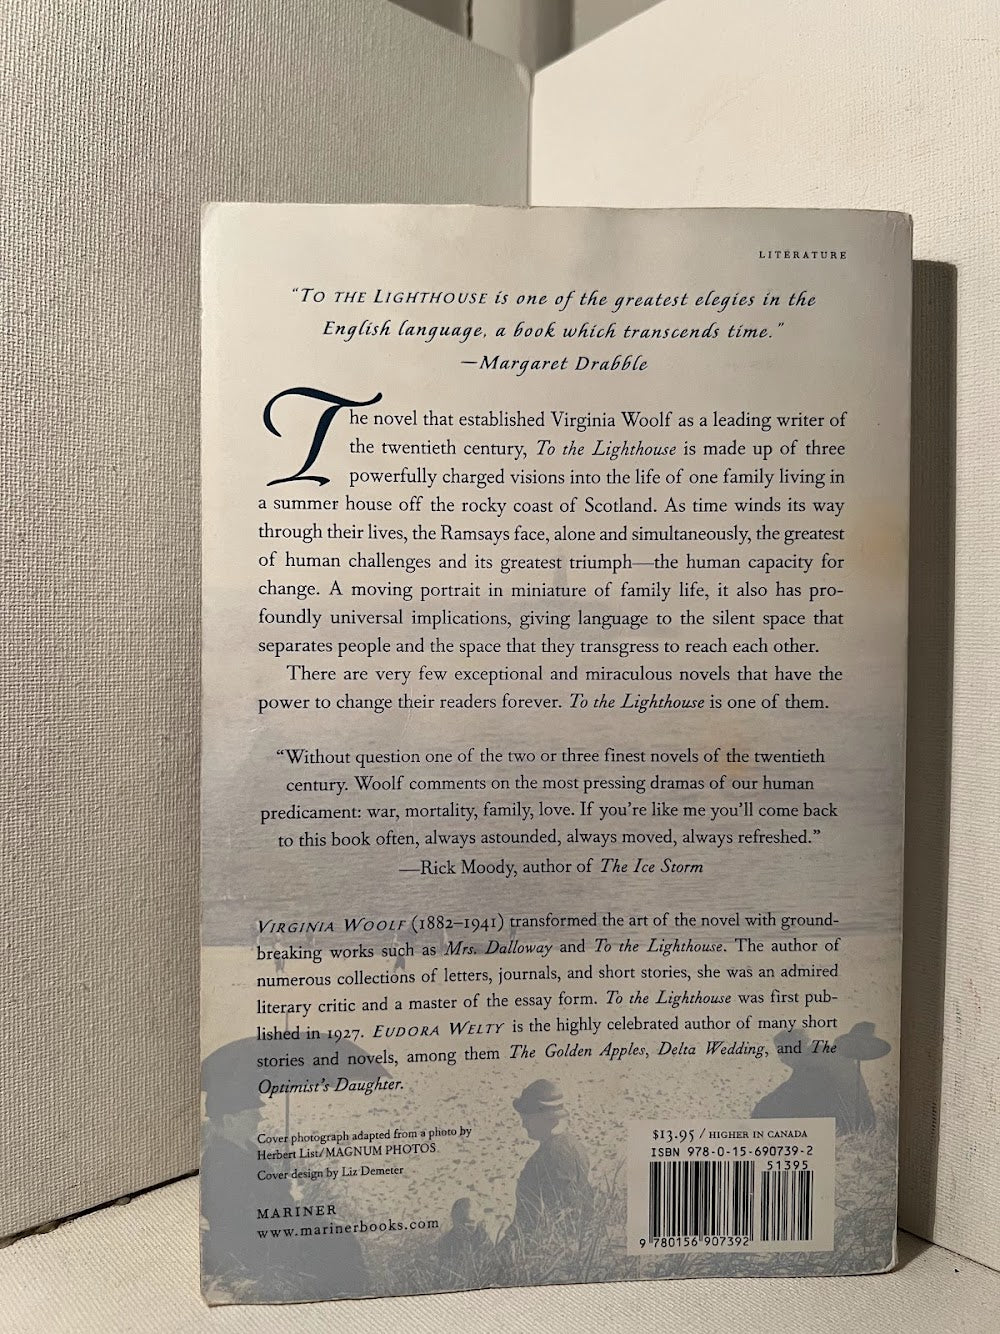 LITERATURE
"TO THE LIGHTHOUSE is one of the greatest elegies in the
English language, a book which transcends time."
—Margaret Drabble
The novel that established Virginia Woolf as a leading writer of
the twentieth century, To the Lighthouse is made up of three
powerfully charged visions into the life of one family living in
a summer house off the rocky coast of Scotland. As time winds its way
through their lives, the Ramsays face, alone and simultaneously, the greatest
of human challenges and its greatest triumph—the human capacity for
change. A moving portrait in miniature of family life, it also has pro-
foundly universal implications, giving language to the silent space that
separates people and the space that they transgress to reach each other.
There are very few exceptional and miraculous novels that have the
power to change their readers forever. To the Lighthouse is one of them.
"Without question one of the two or three finest novels of the twentieth
century. Woolf comments on the most pressing dramas of our human
predicament: war, mortality, family, love. If you're like me you'll come back
to this book often, always astounded, always moved, always refreshed."
—Rick Moody, author of The Ice Storm
VIRGINIA WOOLF (1882–1941) transformed the art of the novel with ground-
breaking works such as Mrs. Dalloway and To the Lighthouse. The author of
numerous collections of letters, journals, and short stories, she was an admired
literary critic and a master of the essay form. To the Lighthouse was first pub-
lished in 1927. EUDORA WELTY is the highly celebrated author of many short
stories and novels, among them The Golden Apples, Delta Wedding, and The
Optimist's Daughter.
Cover photograph adapted from a photo by
Herbert List/MAGNUM PHOTOS
Cover design by Liz Demeter
MARINER
www.marinerbooks.com
$13.95 / HIGHER IN CANADA
ISBN 978-0-15-690739-2
51395
9 780156 907392